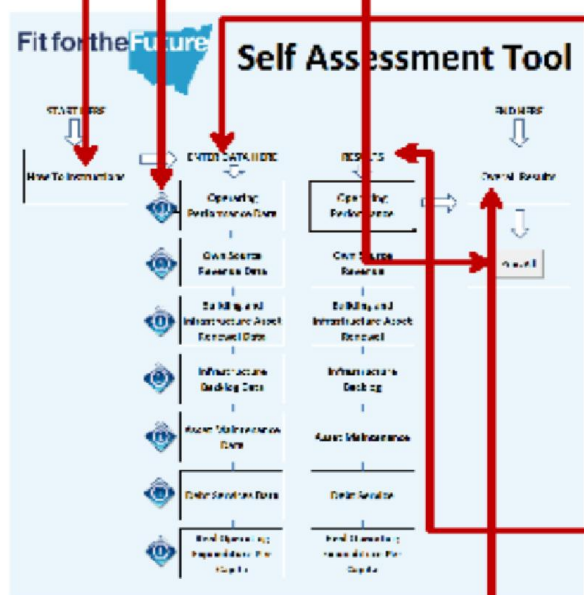 Fit for the Future
Self Assessment Tool
START HERE
END HERE
How To Instructions
ENTER DATA HERE
RESULTS
Overall Results
Operating
Performance Data
Operating
Performance
Own Source
Revenue Data
Own Source
Revenue
Building and
Infrastructure Asset
Renewal Data
Building and
Infrastructure Asset
Renewal
Infrastructure
Backlog Data
Infrastructure
Backlog
Asset Maintenance
Data
Asset Maintenance
Debt Services Data
Debt Service
Real Operating
Expenditure Per
Capita
Real Operating
Expenditure Per
Capita